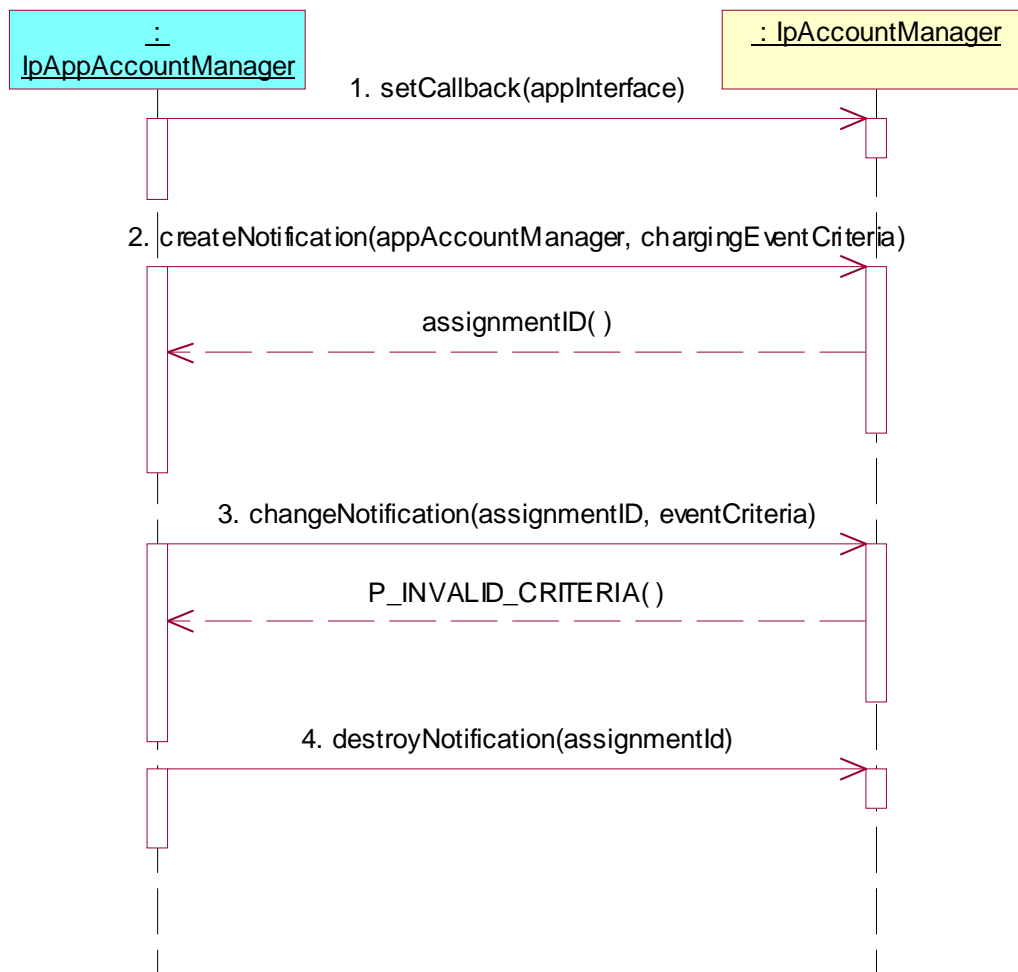 :
IpAppAccountManager
: IpAccountManager
1. setCallback(appInterface)
2. createNotification(appAccountManager, chargingEventCriteria)
assignmentID( )
3. changeNotification(assignmentID, eventCriteria)
P_INVALID_CRITERIA( )
4. destroyNotification(assignmentId)